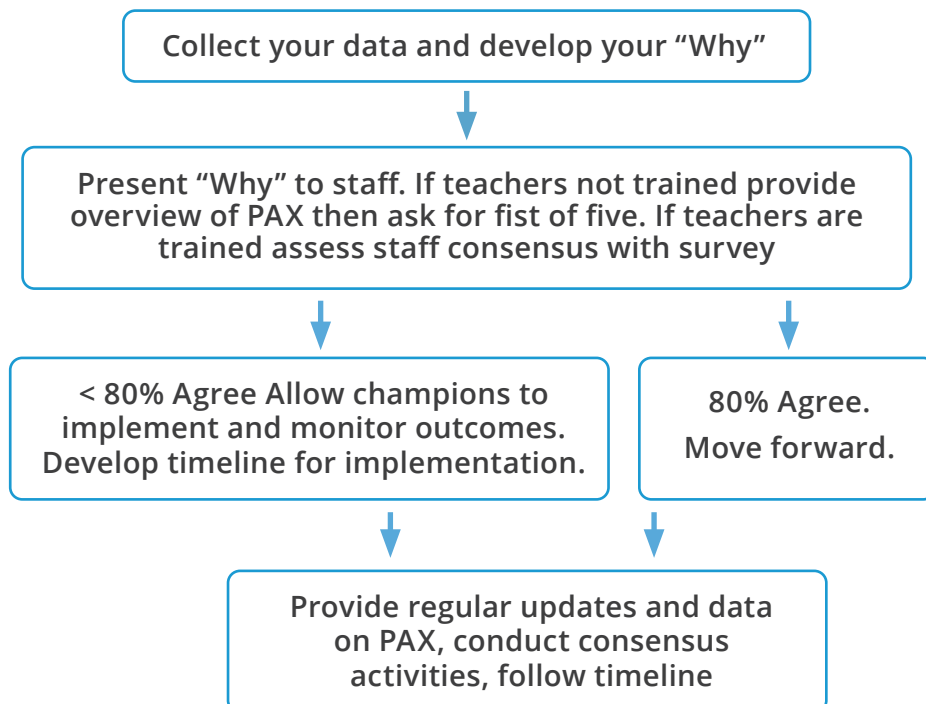 Collect your data and develop your “Why”
Present “Why” to staff. If teachers not trained provide
overview of PAX then ask for fist of five. If teachers are
trained assess staff consensus with survey
< 80% Agree Allow champions to
implement and monitor outcomes.
Develop timeline for implementation.
80% Agree.
Move forward.
Provide regular updates and data
on PAX, conduct consensus
activities, follow timeline